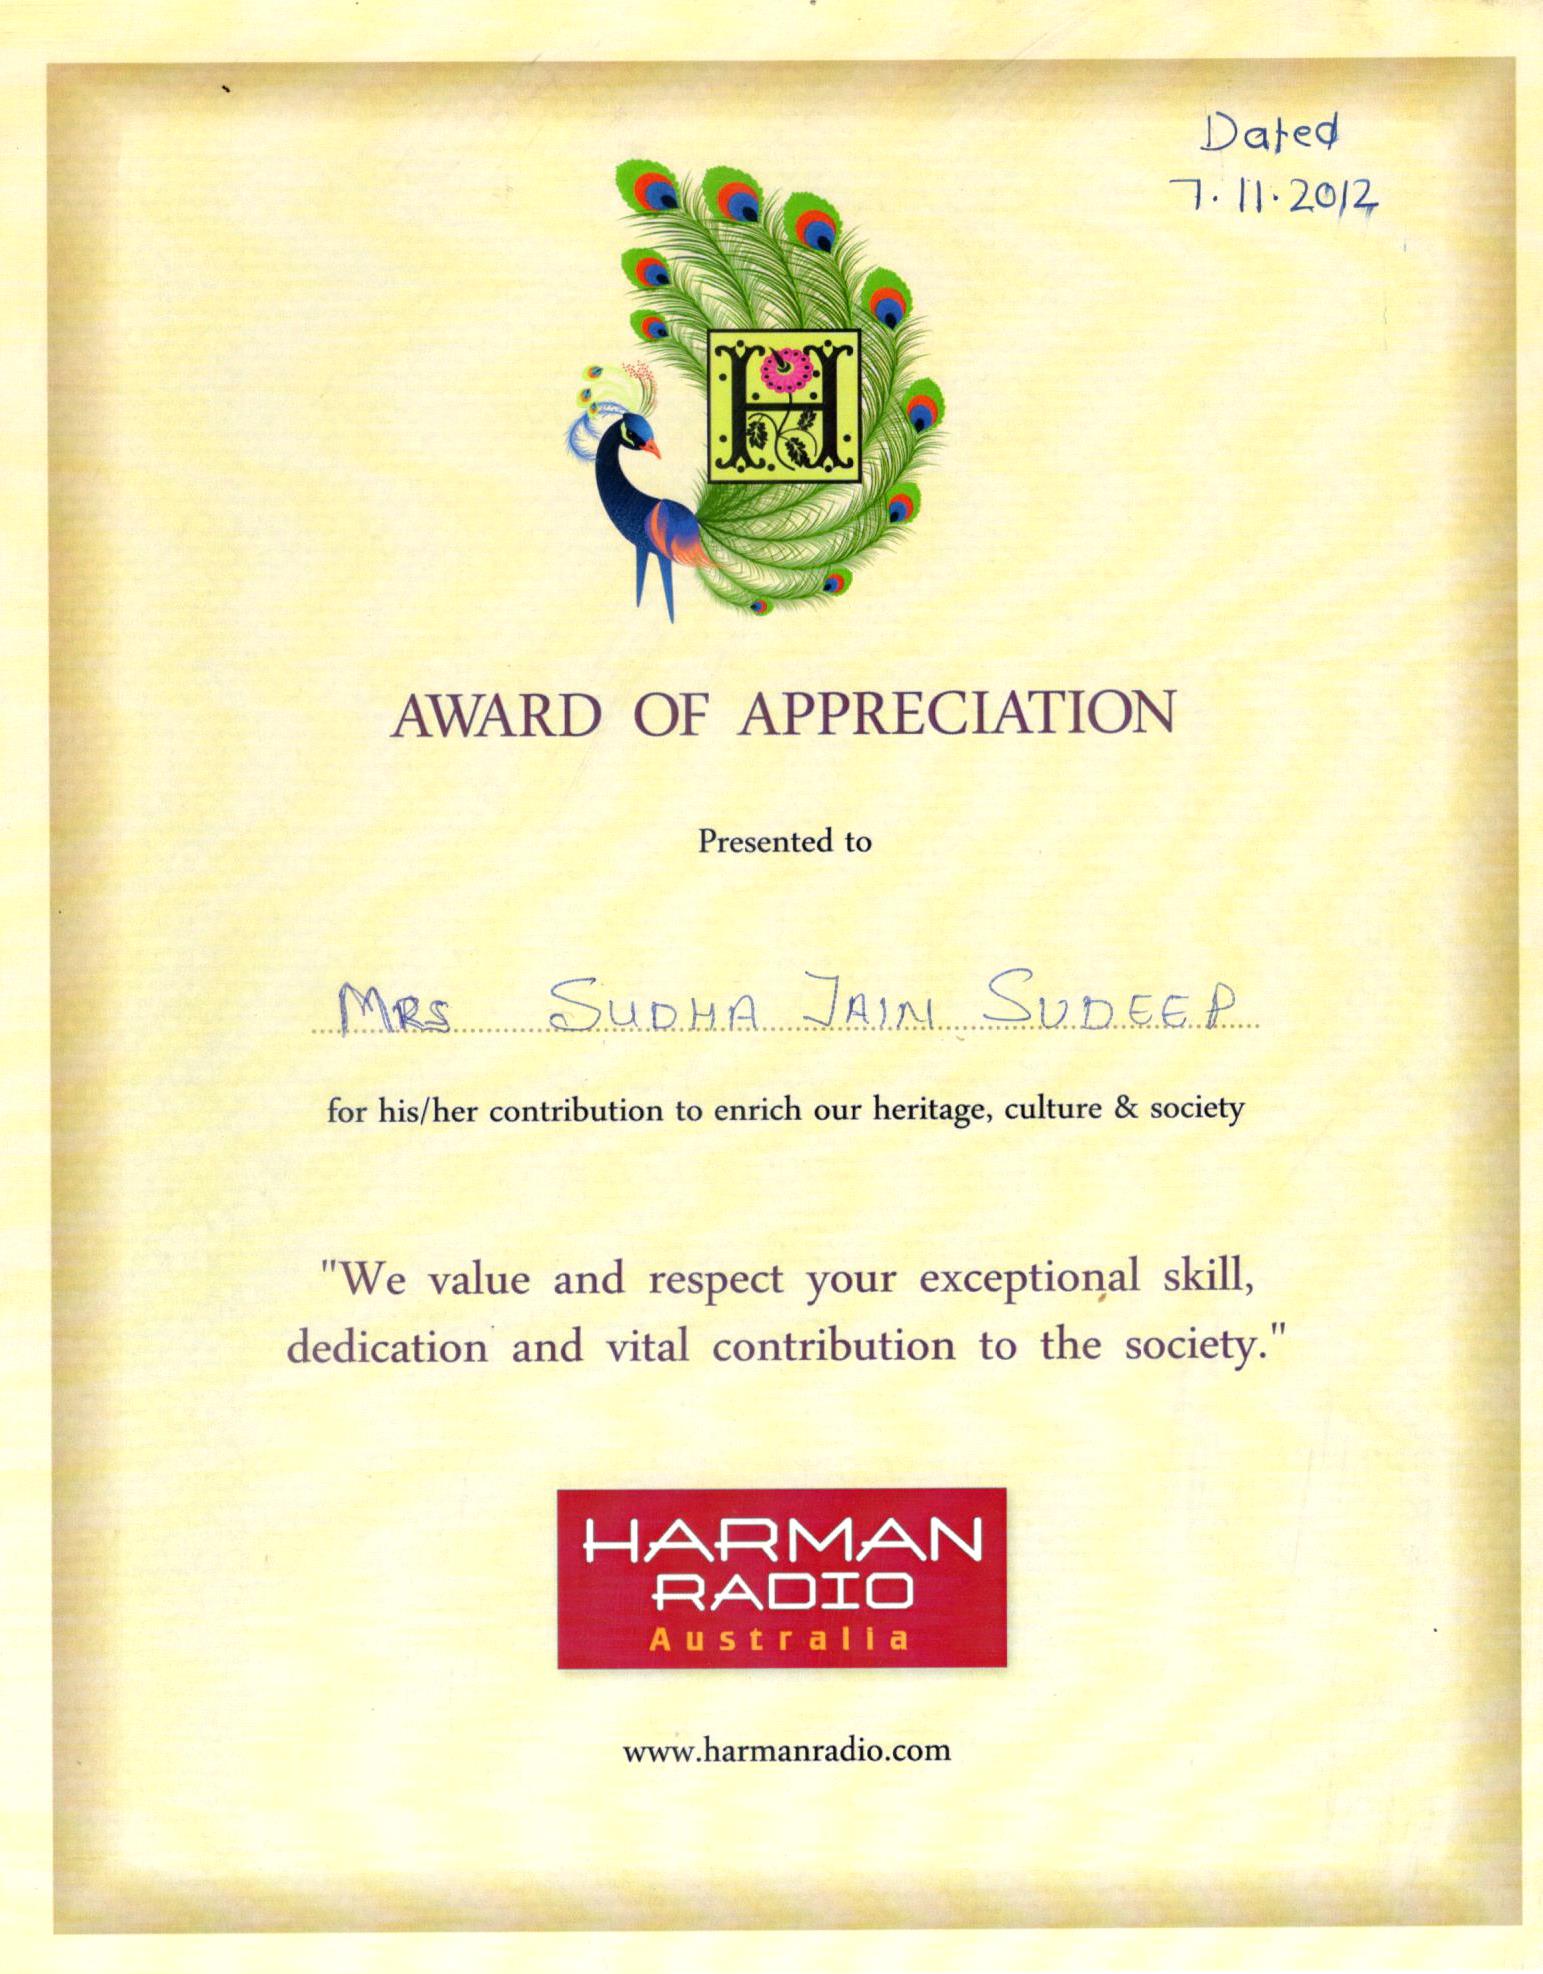 Dated
7.11.2012
H
AWARD OF APPRECIATION
Presented to
MRS SUDHA JAIN SUDEEP
for his/her contribution to enrich our heritage, culture & society
"We value and respect your exceptional skill,
dedication and vital contribution to the society."
HARMAN
RADIO
Australia
www.harmanradio.com